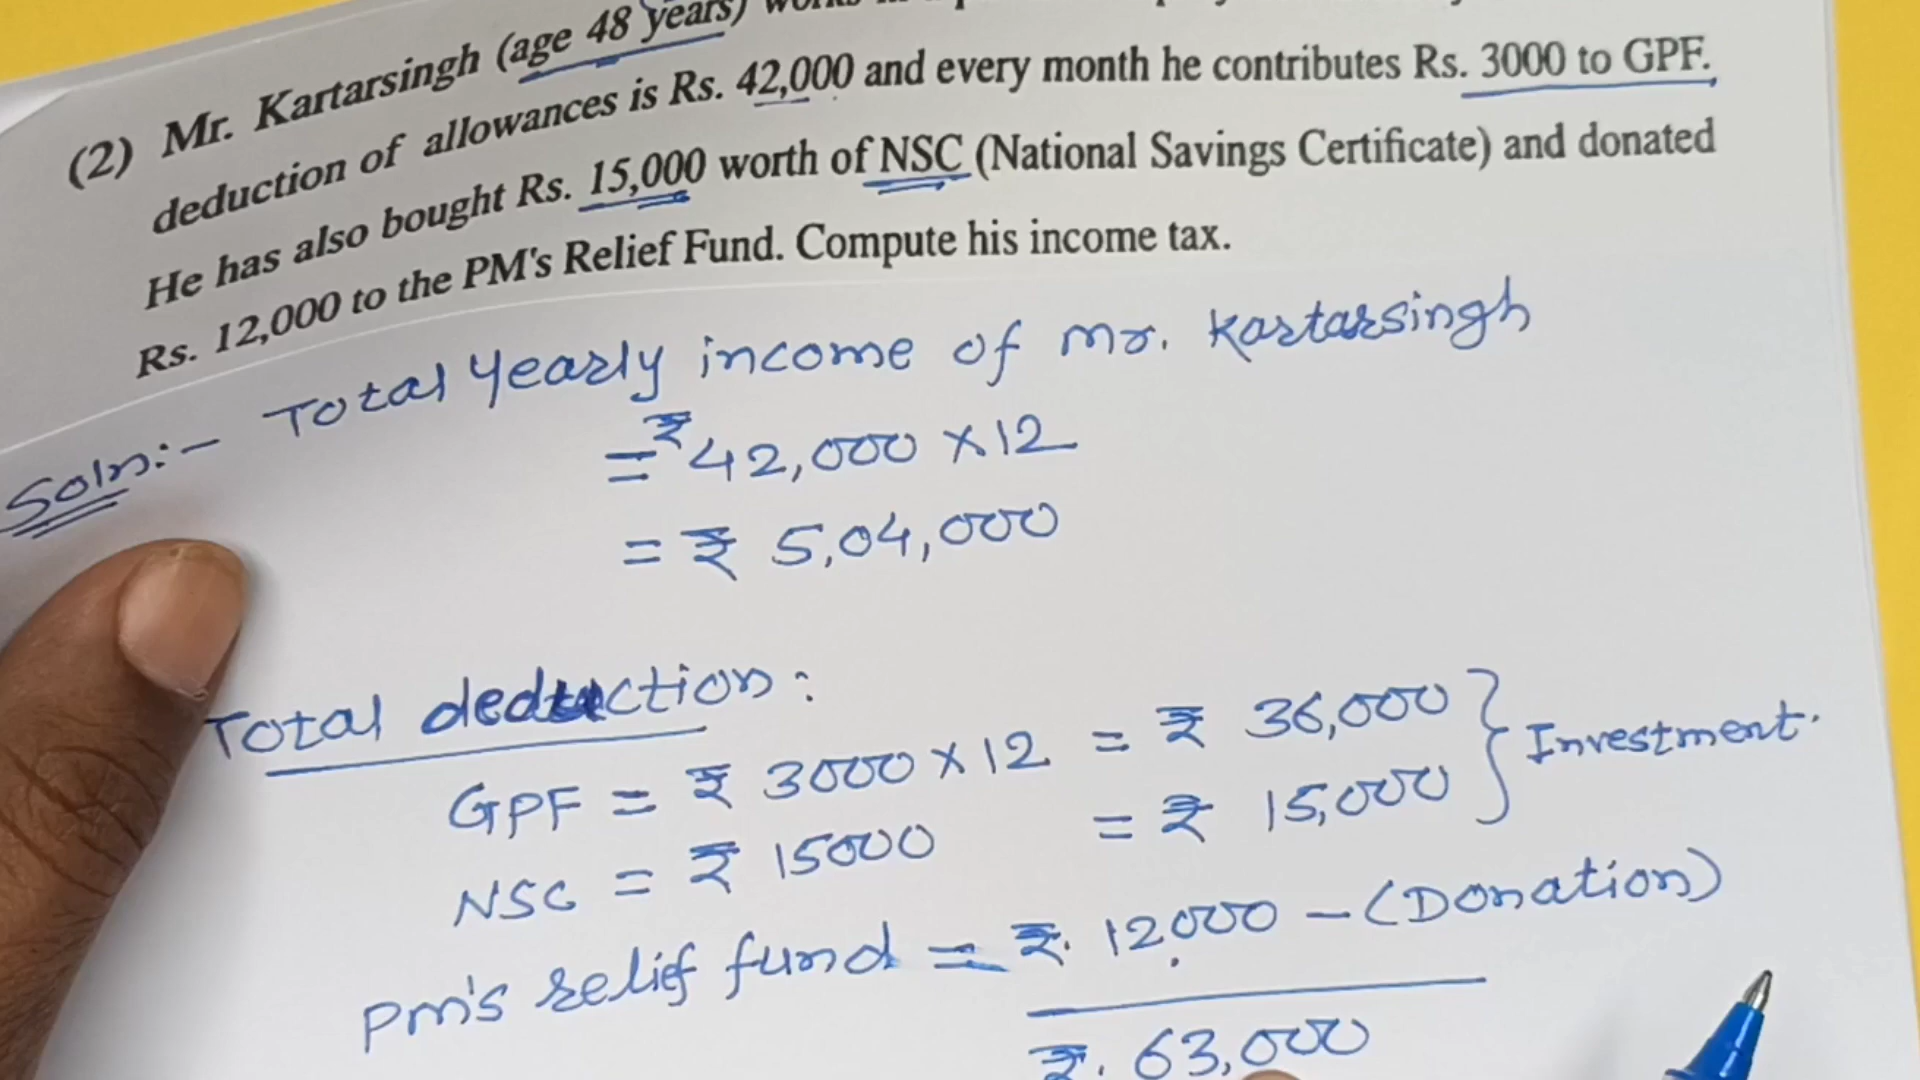 (2) Mr. Kartarsingh (age 48 years)
deduction of allowances is Rs. 42,000 and every month he contributes Rs. 3000 to GPF.
He has also bought Rs. 15,000 worth of NSC (National Savings Certificate) and donated
Rs. 12,000 to the PM's Relief Fund. Compute his income tax.
Soln:- Total yearly income of mr. Kartarsingh
= ₹ 42,000 × 12
= ₹ 5,04,000
Total deduction:
GPF = ₹ 3000 × 12 = ₹ 36,000
NSC = ₹ 15000 = ₹ 15,000 } Investment.
pm's relief fund = ₹. 12,000 - (Donation)
₹. 63,000